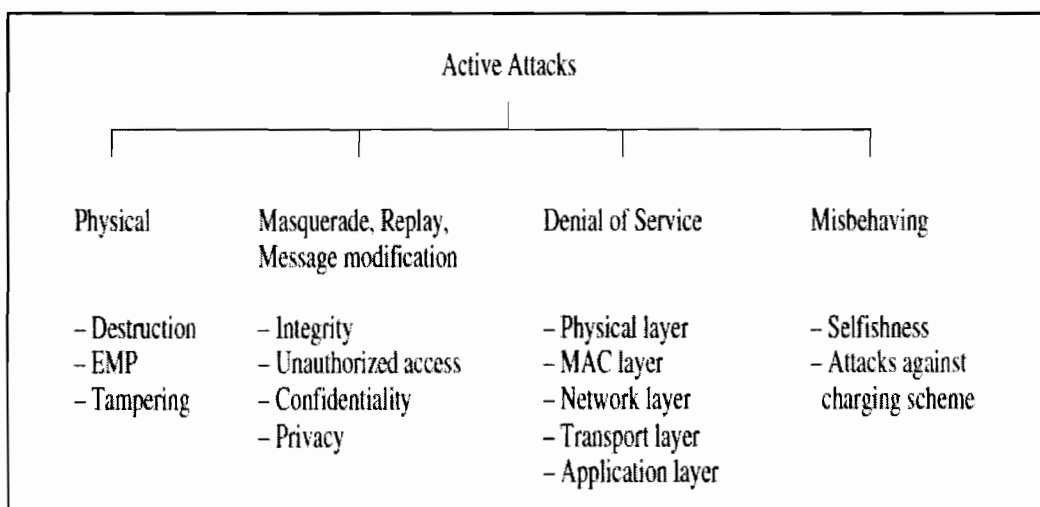 Active Attacks
Physical
– Destruction
– EMP
– Tampering
Masquerade, Replay,
Message modification
– Integrity
– Unauthorized access
– Confidentiality
– Privacy
Denial of Service
– Physical layer
– MAC layer
– Network layer
– Transport layer
– Application layer
Misbehaving
– Selfishness
– Attacks against
charging scheme